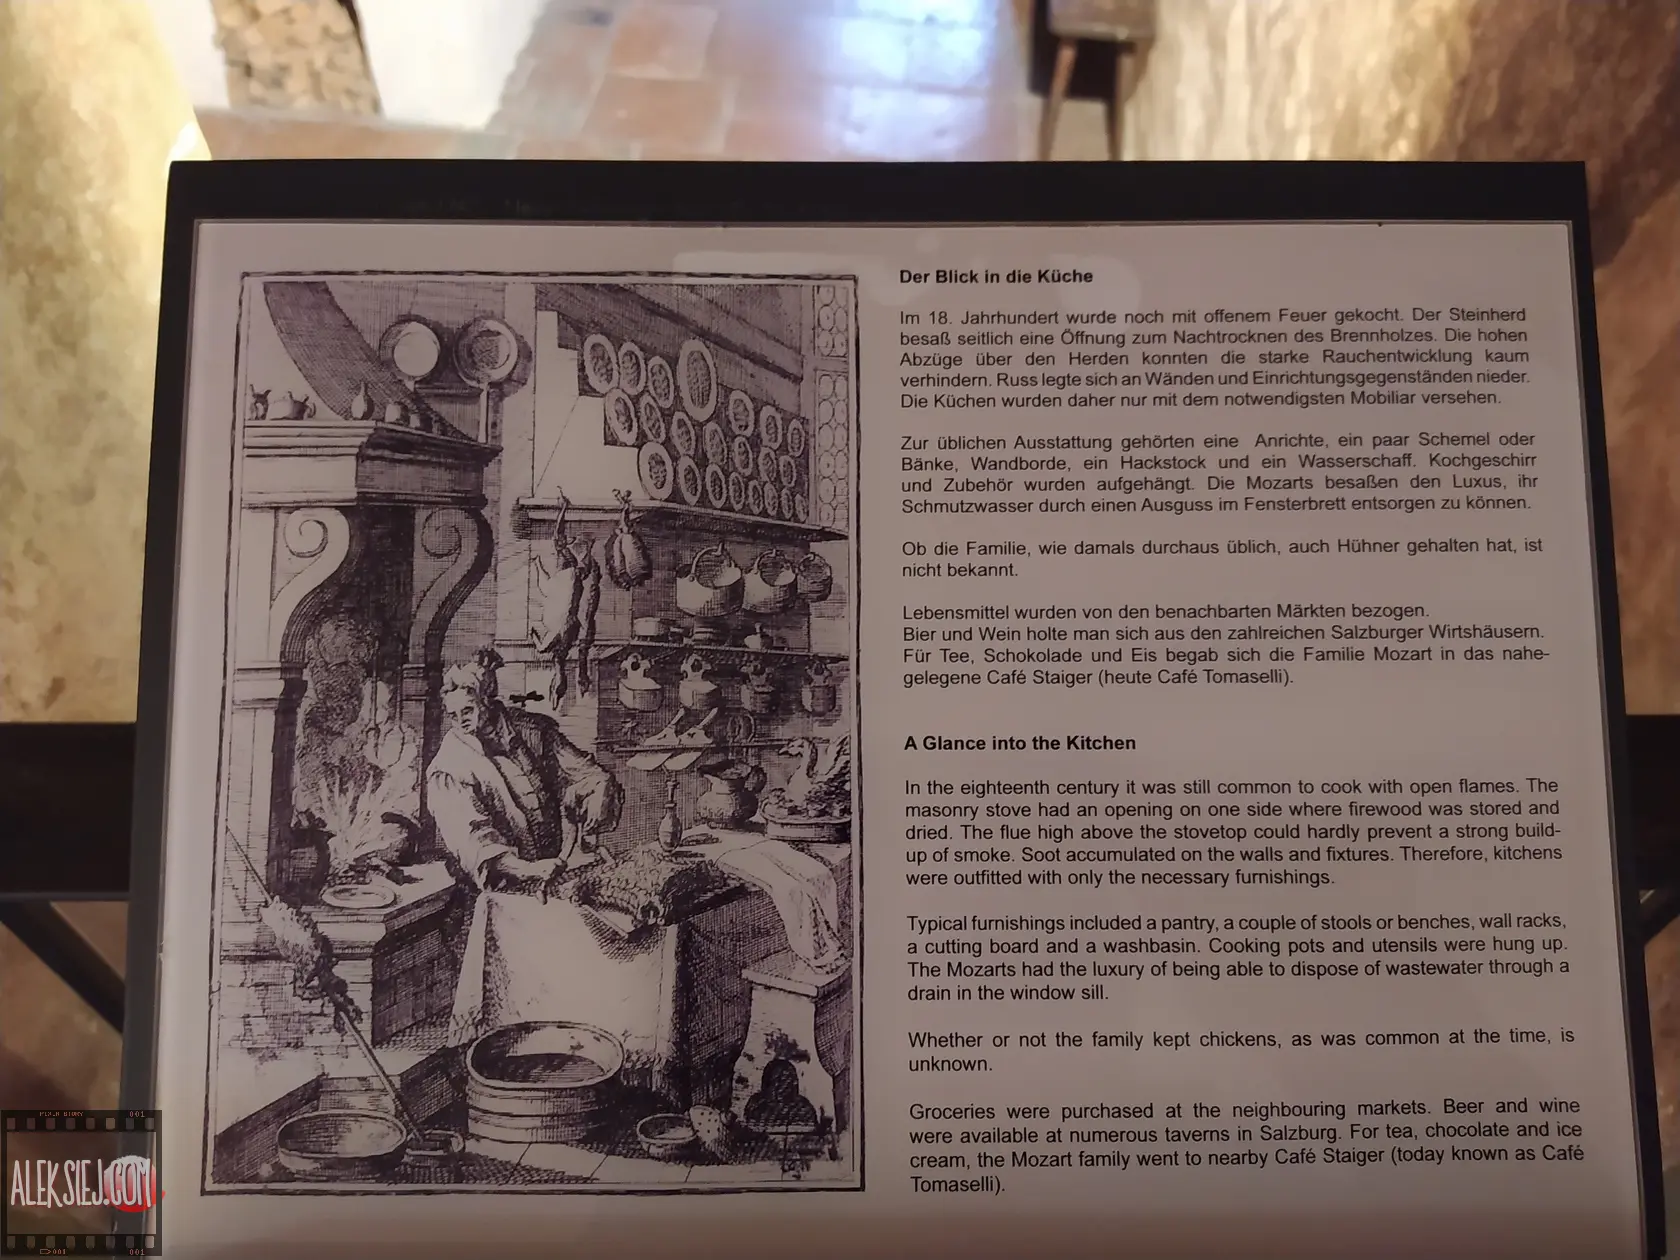 Der Blick in die Küche
Im 18. Jahrhundert wurde noch mit offenem Feuer gekocht. Der Steinherd
besaß seitlich eine Öffnung zum Nachtrocknen des Brennholzes. Die hohen
Abzüge über den Herden konnten die starke Rauchentwicklung kaum
verhindern. Russ legte sich an Wänden und Einrichtungsgegenständen nieder.
Die Küchen wurden daher nur mit dem notwendigsten Mobiliar versehen.
Zur üblichen Ausstattung gehörten eine Anrichte, ein paar Schemel oder
Bänke, Wandborde, ein Hackstock und ein Wasserschaff. Kochgeschirr
und Zubehör wurden aufgehängt. Die Mozarts besaßen den Luxus, ihr
Schmutzwasser durch einen Ausguss im Fensterbrett entsorgen zu können.
Ob die Familie, wie damals durchaus üblich, auch Hühner gehalten hat, ist
nicht bekannt.
Lebensmittel wurden von den benachbarten Märkten bezogen.
Bier und Wein holte man sich aus den zahlreichen Salzburger Wirtshäusern.
Für Tee, Schokolade und Eis begab sich die Familie Mozart in das nahe-
gelegene Café Staiger (heute Café Tomaselli).
A Glance into the Kitchen
In the eighteenth century it was still common to cook with open flames. The
masonry stove had an opening on one side where firewood was stored and
dried. The flue high above the stovetop could hardly prevent a strong build-
up of smoke. Soot accumulated on the walls and fixtures. Therefore, kitchens
were outfitted with only the necessary furnishings.
Typical furnishings included a pantry, a couple of stools or benches, wall racks,
a cutting board and a washbasin. Cooking pots and utensils were hung up.
The Mozarts had the luxury of being able to dispose of wastewater through a
drain in the window sill.
Whether or not the family kept chickens, as was common at the time, is
unknown.
Groceries were purchased at the neighbouring markets. Beer and wine
were available at numerous taverns in Salzburg. For tea, chocolate and ice
cream, the Mozart family went to nearby Café Staiger (today known as Café
Tomaselli).
001
ALEKSIEJ.COM
001 001